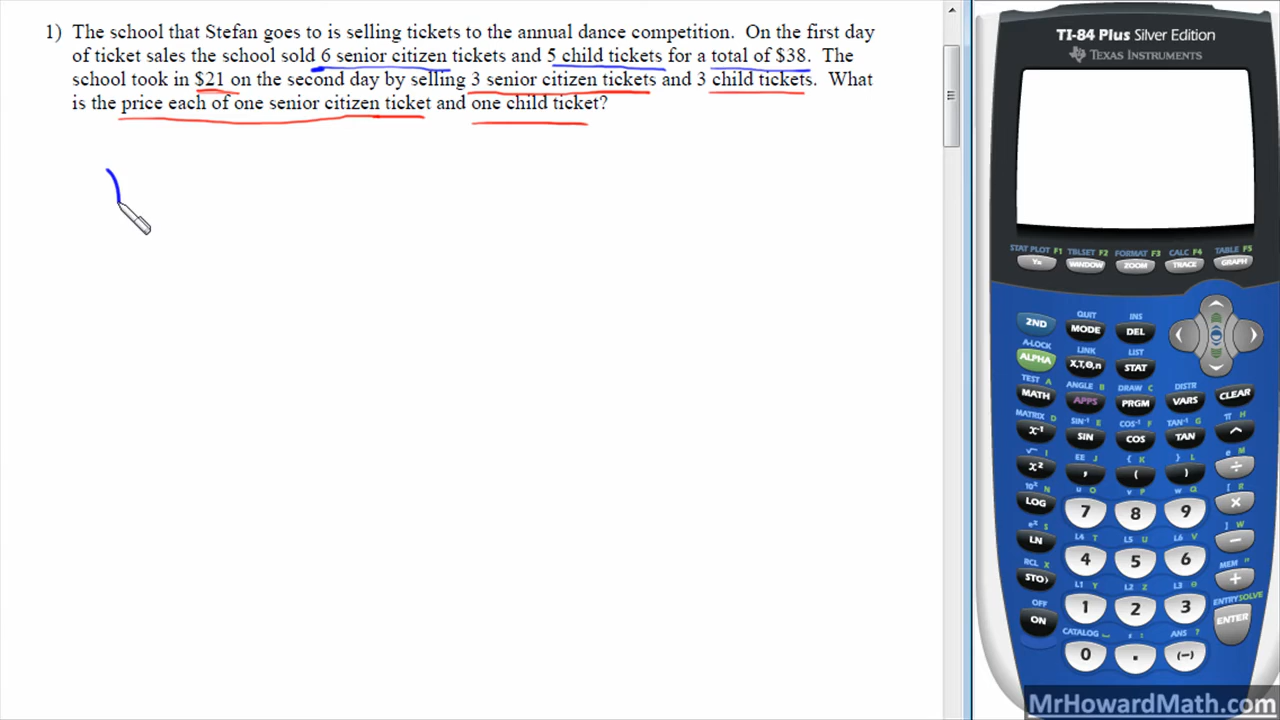 1) The school that Stefan goes to is selling tickets to the annual dance competition. On the first day
of ticket sales the school sold 6 senior citizen tickets and 5 child tickets for a total of $38. The
school took in $21 on the second day by selling 3 senior citizen tickets and 3 child tickets. What
is the price each of one senior citizen ticket and one child ticket?
TI-84 Plus Silver Edition
TEXAS INSTRUMENTS
STAT PLOT F1 TBLSET F2 FORMAT F3 CALC F4 TABLE F5
Y= WINDOW ZOOM TRACE GRAPH
QUIT INS
2ND MODE DEL
A-LOCK LINK LIST
ALPHA X,T,Θ,n STAT
TEST A ANGLE B DRAW C DISTR
MATH APPS PRGM VARS CLEAR
MATRIX D SIN⁻¹ E COS⁻¹ F TAN⁻¹ G π H
x⁻¹ SIN COS TAN ^
√ I EE J { K } L e M
x² , ( ) ÷
10ˣ N u O v P w Q [ R
LOG 7 8 9 ×
eˣ S L4 T L5 U L6 V ] W
LN 4 5 6 −
RCL X L1 Y L2 Z L3 θ MEM "
STO› 1 2 3 +
OFF CATALOG ⎵ i : ANS ? ENTRY SOLVE
ON 0 . (−) ENTER
MrHowardMath.com